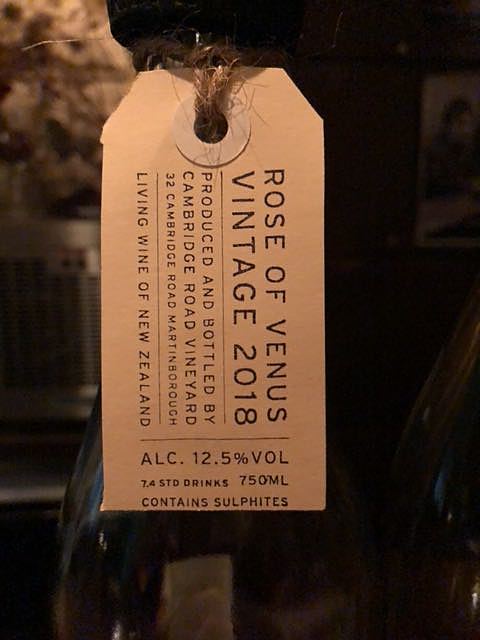 ROSE OF VENUS
VINTAGE 2018
PRODUCED AND BOTTLED BY
CAMBRIDGE ROAD VINEYARD
32 CAMBRIDGE ROAD MARTINBOROUGH
LIVING WINE OF NEW ZEALAND
ALC. 12.5%VOL
7.4 STD DRINKS 750ML
CONTAINS SULPHITES